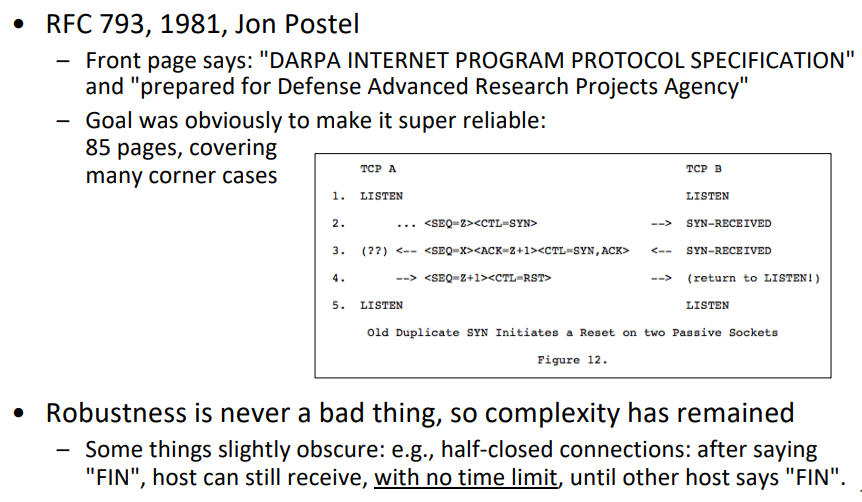 • RFC 793, 1981, Jon Postel
– Front page says: "DARPA INTERNET PROGRAM PROTOCOL SPECIFICATION"
and "prepared for Defense Advanced Research Projects Agency"
– Goal was obviously to make it super reliable:
85 pages, covering
many corner cases
TCP A TCP B
1. LISTEN LISTEN
2. ... <SEQ=Z><CTL=SYN> --> SYN-RECEIVED
3. (??) <-- <SEQ=X><ACK=Z+1><CTL=SYN,ACK> <-- SYN-RECEIVED
4. --> <SEQ=Z+1><CTL=RST> --> (return to LISTEN!)
5. LISTEN LISTEN
Old Duplicate SYN Initiates a Reset on two Passive Sockets
Figure 12.
• Robustness is never a bad thing, so complexity has remained
– Some things slightly obscure: e.g., half-closed connections: after saying
"FIN", host can still receive, with no time limit, until other host says "FIN".